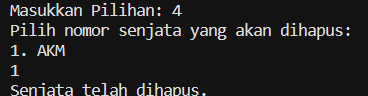 Masukkan Pilihan: 4
Pilih nomor senjata yang akan dihapus:
1. AKM
1
Senjata telah dihapus.